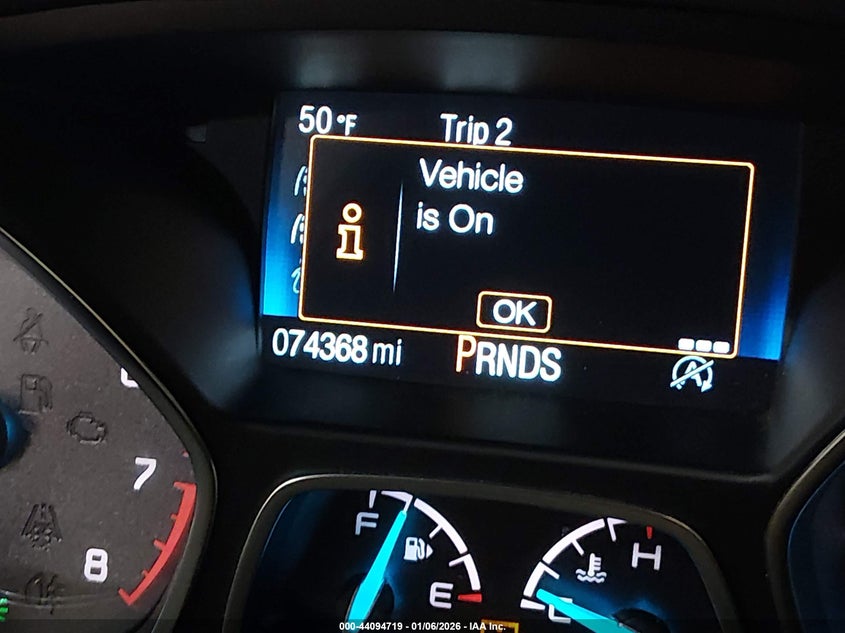 50°F
Trip 2
Vehicle
is On
i
OK
074368 mi
PRNDS
A
7
8
F
E
H
C
000-44094719 - 01/06/2026 - IAA Inc.